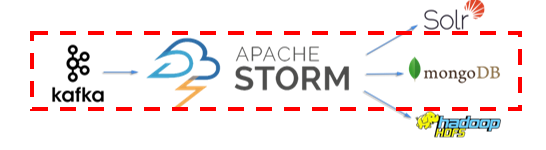 Solr
kafka
APACHE
STORM
mongoDB
hadoop
HDFS